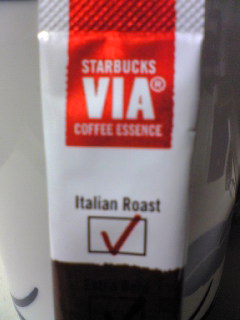 STARBUCKS
VIA®
COFFEE ESSENCE
Italian Roast